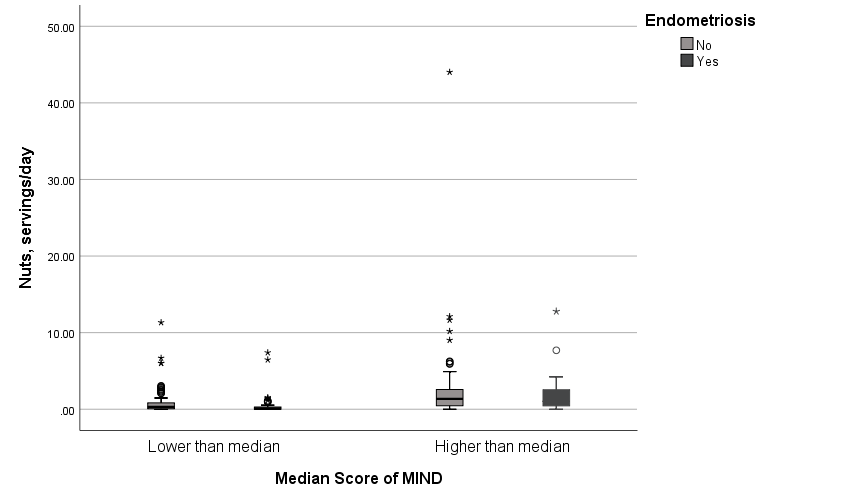 Endometriosis
No
Yes
Nuts, servings/day
50.00
40.00
30.00
20.00
10.00
.00
Lower than median
Higher than median
Median Score of MIND